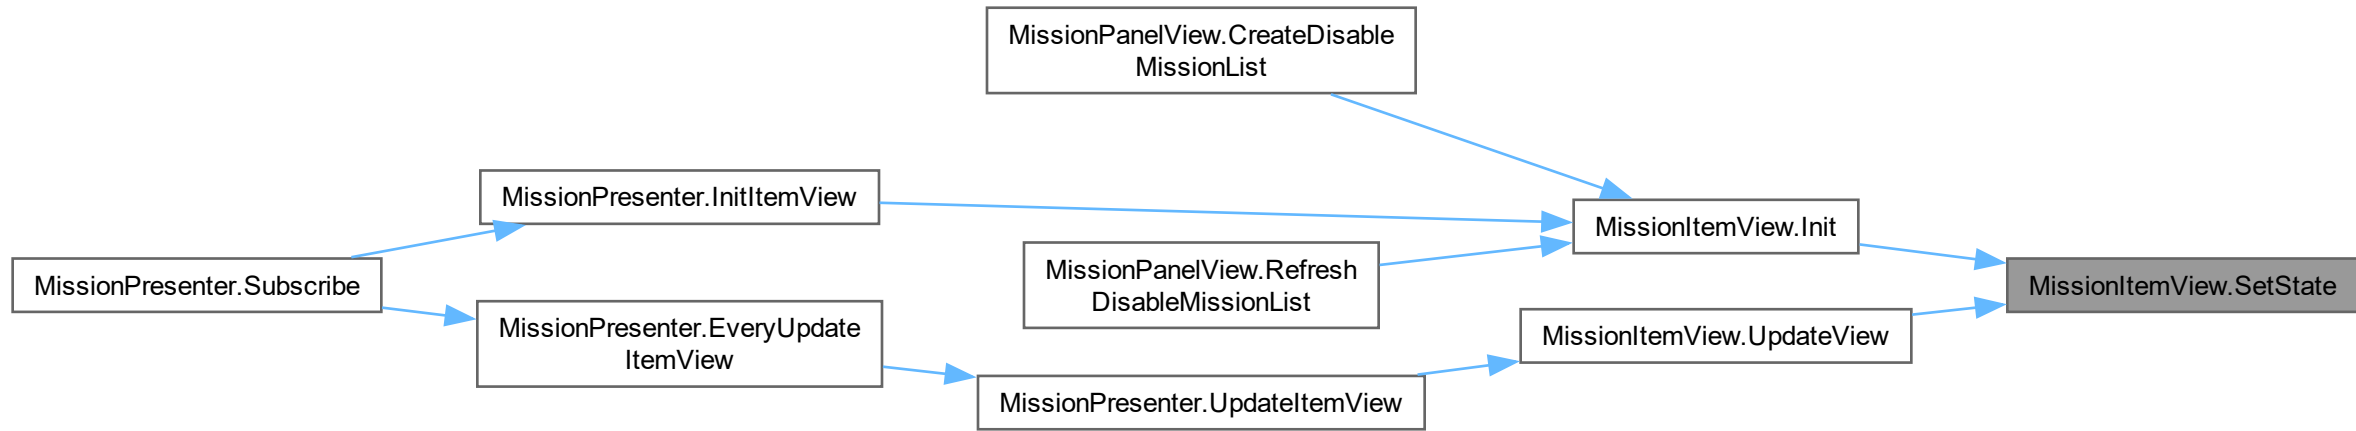 MissionPanelView.CreateDisable
MissionList
MissionPresenter.InitItemView
MissionItemView.Init
MissionPanelView.Refresh
DisableMissionList
MissionPresenter.Subscribe
MissionItemView.SetState
MissionPresenter.EveryUpdate
ItemView
MissionItemView.UpdateView
MissionPresenter.UpdateItemView